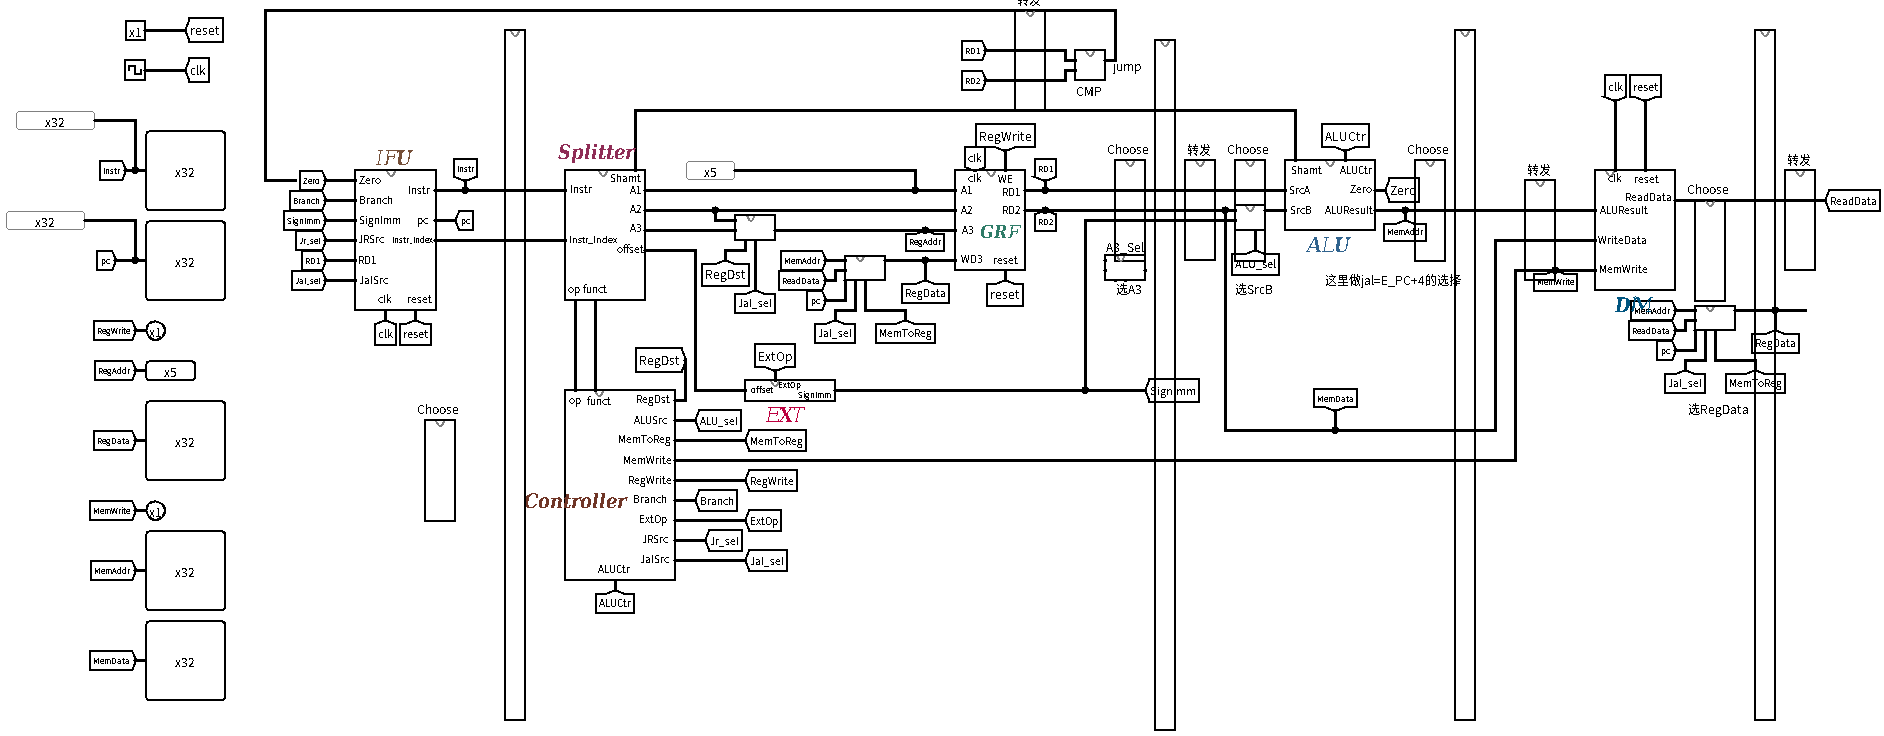 x1
reset
clk
x32
Instr
x32
x32
pc
x32
RegWrite
x1
RegAddr
x5
RegData
x32
MemWrite
x1
MemAddr
x32
MemData
x32
IFU
Zero
Branch
SignImm
Jr_sel
RD1
Jal_sel
Zero
Branch
SignImm
JRSrc
RD1
JalSrc
Instr
pc
Instr_Index
clk
reset
clk
reset
Instr
pc
Choose
Splitter
Shamt
Instr
A1
A2
A3
Instr_Index
offset
op funct
x5
RegDst
Jal_sel
MemAddr
ReadData
pc
Jal_sel
MemToReg
RegAddr
RegData
RegWrite
clk
clk
WE
A1
A2
A3
WD3
RD1
RD2
GRF
reset
reset
RD1
RD2
转发
RD1
RD2
jump
CMP
RegDst
op funct
RegDst
ALUSrc
MemToReg
MemWrite
RegWrite
Branch
ExtOp
JRSrc
JalSrc
ALUCtr
Controller
ALUCtr
ALU_sel
MemToReg
RegWrite
Branch
ExtOp
Jr_sel
Jal_sel
ExtOp
offset
ExtOp
SignImm
EXT
SignImm
Choose
A3_Sel
选A3
转发
Choose
ALU_sel
选SrcB
ALUCtr
Shamt
ALUCtr
SrcA
SrcB
Zero
ALUResult
ALU
Zero
MemAddr
Choose
这里做jal=E_PC+4的选择
MemData
转发
MemWrite
clk
reset
clk
reset
ReadData
ALUResult
WriteData
MemWrite
DM
Choose
MemAddr
ReadData
pc
Jal_sel
MemToReg
RegData
选RegData
转发
ReadData